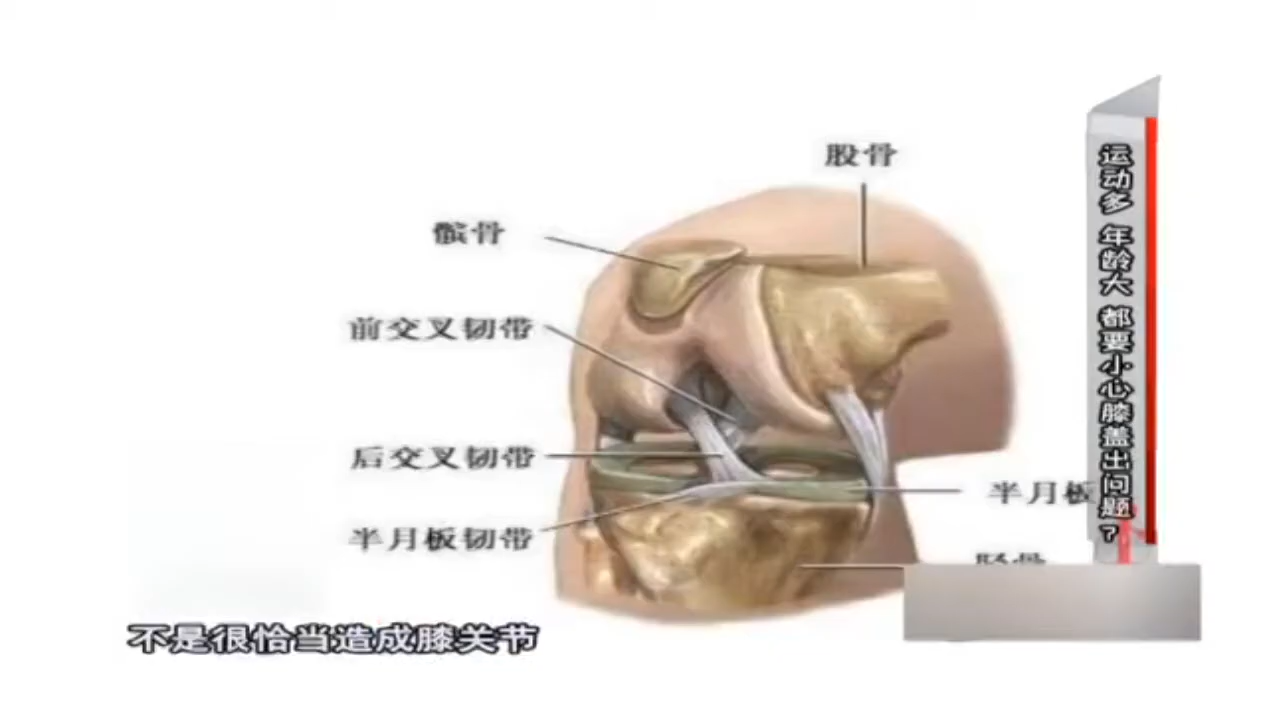 股骨
髌骨
前交叉韧带
后交叉韧带
半月板韧带
半月板
胫骨
运动多 年龄大 都要小心膝盖出问题?
不是很恰当造成膝关节